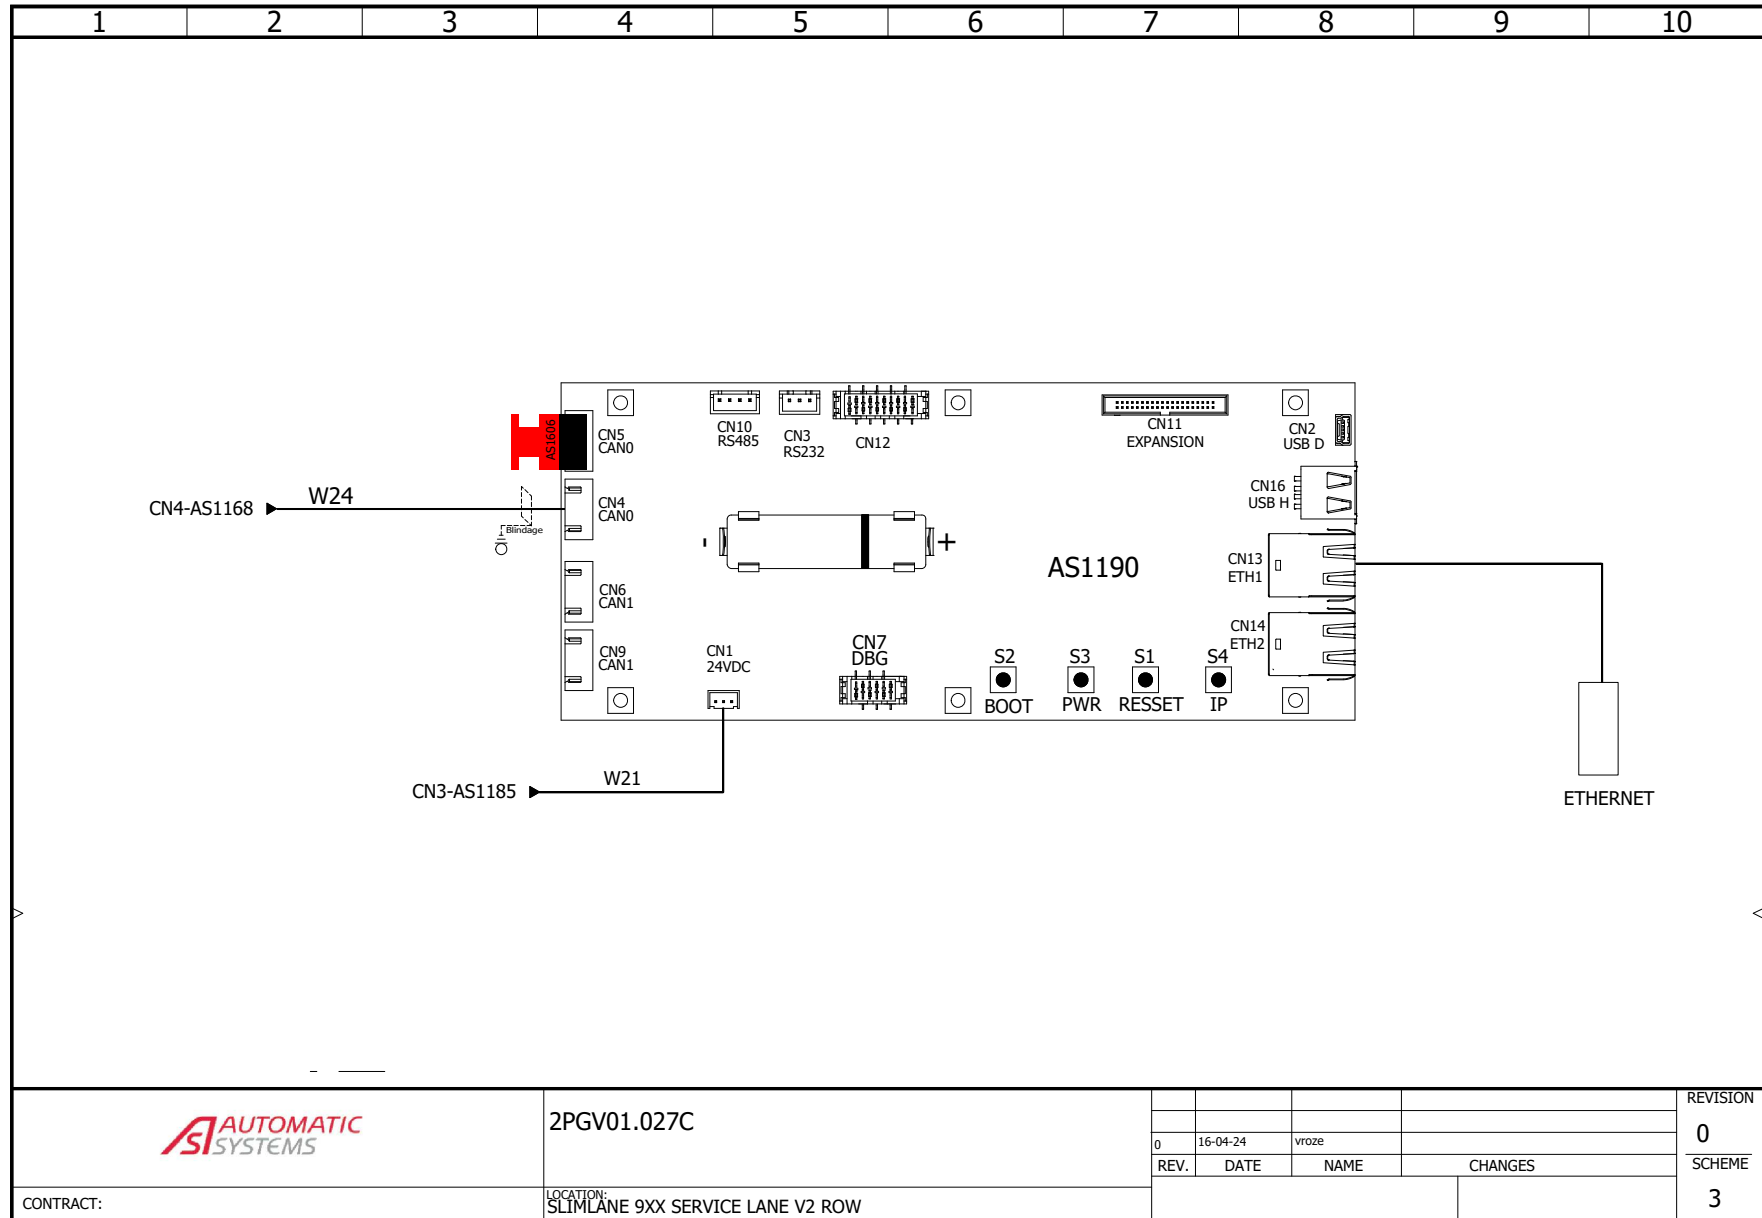 1 2 3 4 5 6 7 8 9 10
CN10
RS485
CN3
RS232
CN12
CN11
EXPANSION
CN2
USB D
AS1606
CN5
CAN0
CN16
USB H
CN4-AS1168
W24
CN4
CAN0
Blindage
-
+
AS1190
CN13
ETH1
CN6
CAN1
CN14
ETH2
CN9
CAN1
CN1
24VDC
CN7
DBG
S2
BOOT
S3
PWR
S1
RESSET
S4
IP
CN3-AS1185
W21
ETHERNET
AUTOMATIC
SYSTEMS
2PGV01.027C
REVISION
0
0 16-04-24 vroze
REV. DATE NAME CHANGES
SCHEME
3
CONTRACT:
LOCATION:
SLIMLANE 9XX SERVICE LANE V2 ROW